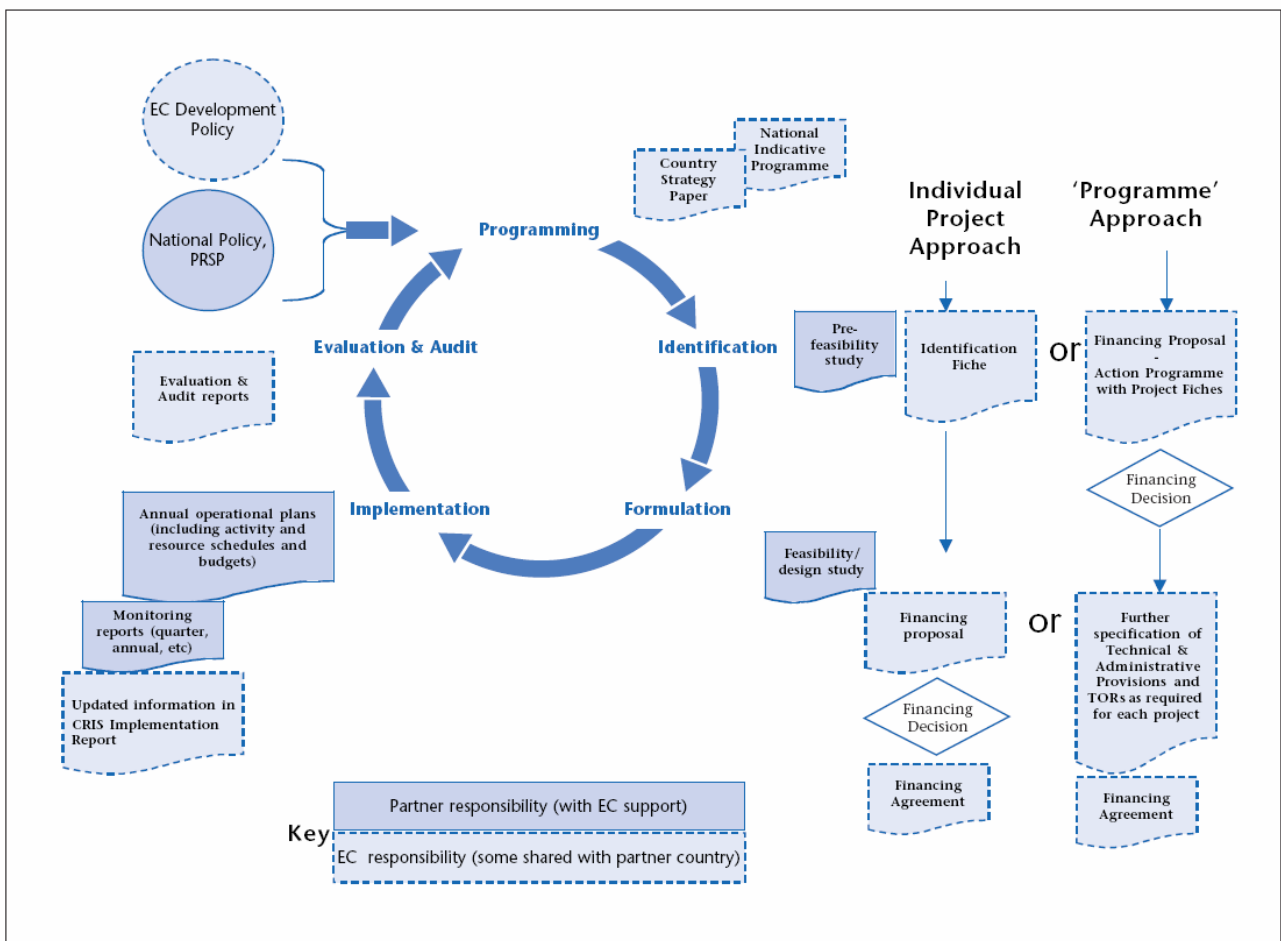 EC Development
Policy
National Policy,
PRSP
Programming
Country
Strategy
Paper
National
Indicative
Programme
Individual
Project
Approach
‘Programme’
Approach
Evaluation & Audit
Identification
Pre-
feasibility
study
Identification
Fiche
or
Financing Proposal
-
Action Programme
with Project Fiches
Evaluation &
Audit reports
Financing
Decision
Implementation
Formulation
Annual operational plans
(including activity and
resource schedules and
budgets)
Feasibility/
design study
Monitoring
reports (quarter,
annual, etc)
Financing
proposal
or
Further
specification of
Technical &
Administrative
Provisions and
TORs as required
for each project
Updated information in
CRIS Implementation
Report
Financing
Decision
Financing
Agreement
Financing
Agreement
Key
Partner responsibility (with EC support)
EC responsibility (some shared with partner country)